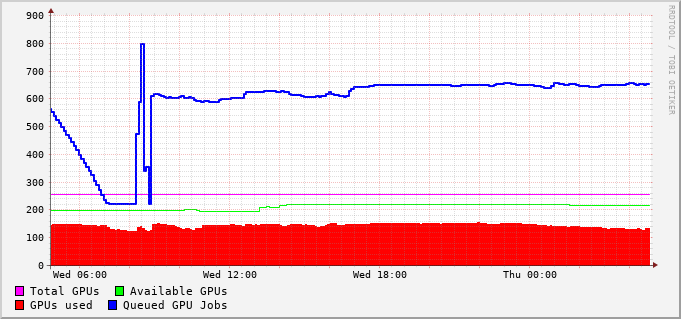 900
800
700
600
500
400
300
200
100
0
Wed 06:00 Wed 12:00 Wed 18:00 Thu 00:00
Total GPUs Available GPUs
GPUs used Queued GPU Jobs
RRDTOOL / TOBI OETIKER